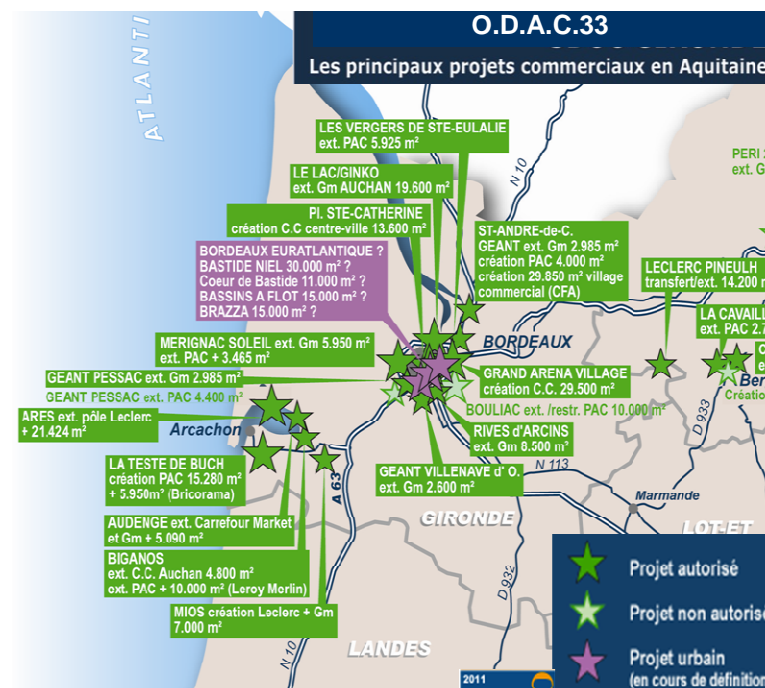 O.D.A.C.33
Les principaux projets commerciaux en Aquitaine
ATLANTI
LES VERGERS DE STE-EULALIE
ext. PAC 5.925 m²
N 10
PERI
ext. G
LE LAC/GINKO
ext. Gm AUCHAN 19.600 m²
PI. STE-CATHERINE
création C.C centre-ville 13.600 m²
ST-ANDRE-de-C.
GEANT ext. Gm 2.985 m²
création PAC 4.000 m²
création 29.850 m² village
commercial (CFA)
BORDEAUX EURATLANTIQUE ?
BASTIDE NIEL 30.000 m² ?
Coeur de Bastide 11.000 m² ?
BASSINS A FLOT 15.000 m² ?
BRAZZA 15.000 m² ?
LECLERC PINEULH
transfert/ext. 14.200 m
LA CAVAILL
ext. PAC 2.7
MERIGNAC SOLEIL ext. Gm 5.950 m²
ext. PAC + 3.465 m²
BORDEAUX
GEANT PESSAC ext. Gm 2.985 m²
GEANT PESSAC ext. PAC 4.400 m²
GRAND ARENA VILLAGE
création C.C. 29.500 m²
Ber
Créatio
BOULIAC ext. /restr. PAC 10.000 m²
D 933
ARES ext. pôle Leclerc
+ 21.424 m²
Arcachon
RIVES d'ARCINS
ext. Gm 8.500 m²
LA TESTE DE BUCH
création PAC 15.280 m²
+ 5.950m² (Bricorama)
A 63
GEANT VILLENAVE d' O.
ext. Gm 2.600 m²
N 113
Marmande
AUDENGE ext. Carrefour Market
et Gm + 5.090 m²
GIRONDE
LOT-ET
BIGANOS
ext. C.C. Auchan 4.800 m²
ext. PAC + 10.000 m² (Leroy Merlin)
D 932
MIOS création Leclerc + Gm
7.000 m²
N 10
LANDES
Projet autorisé
Projet non autorisé
Projet urbain
(en cours de définition
2011